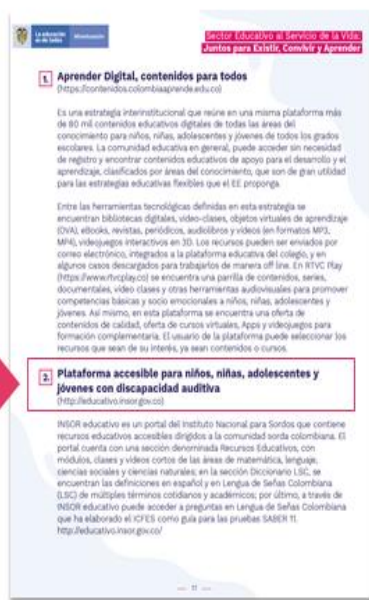 La educación es de todos
Mineducación
Sector Educativo al Servicio de la Vida:
Juntos para Existir, Convivir y Aprender
1. Aprender Digital, contenidos para todos
(https://contenidos.colombiaaprende.edu.co)
Es una estrategia interinstitucional que reúne en una misma plataforma más
de 80 mil contenidos educativos digitales de todas las áreas del
conocimiento para niños, niñas, adolescentes y jóvenes de todos los grados
escolares. La comunidad educativa en general, puede acceder sin necesidad
de registro y encontrar contenidos educativos de apoyo para el desarrollo y el
aprendizaje, clasificados por áreas del conocimiento, que son de gran utilidad
para las estrategias educativas flexibles que el EE proponga.
Entre las herramientas tecnológicas definidas en esta estrategia se
encuentran bibliotecas digitales, video-clases, objetos virtuales de aprendizaje
(OVA), eBooks, revistas, periódicos, audiolibros y videos (en formatos MP3,
MP4), videojuegos interactivos en 3D. Los recursos pueden ser enviados por
correo electrónico, integrados a la plataforma educativa del colegio, y en
algunos casos descargados para trabajarlos de manera off line. En RTVC Play
(https://www.rtvcplay.co) se encuentra una parrilla de contenidos, series,
documentales, video clases y otras herramientas audiovisuales para promover
competencias básicas y socio emocionales a niños, niñas, adolescentes y
jóvenes. Así mismo, en esta plataforma se encuentra una oferta de
contenidos de calidad, oferta de cursos virtuales, Apps y videojuegos para
formación complementaria. El usuario de la plataforma puede seleccionar los
recursos que sean de su interés, ya sean contenidos o cursos.
2. Plataforma accesible para niños, niñas, adolescentes y
jóvenes con discapacidad auditiva
(http://educativo.insor.gov.co)
INSOR educativo es un portal del Instituto Nacional para Sordos que contiene
recursos educativos accesibles dirigidos a la comunidad sorda colombiana. El
portal cuenta con una sección denominada Recursos Educativos, con
módulos, clases y videos cortos de las áreas de matemática, lenguaje,
ciencias sociales y ciencias naturales; en la sección Diccionario LSC, se
encuentran las definiciones en español y en Lengua de Señas Colombiana
(LSC) de múltiples términos cotidianos y académicos; por último, a través de
INSOR educativo puede acceder a preguntas en Lengua de Señas Colombiana
que ha elaborado el ICFES como guía para las pruebas SABER 11.
http://educativo.insor.gov.co/